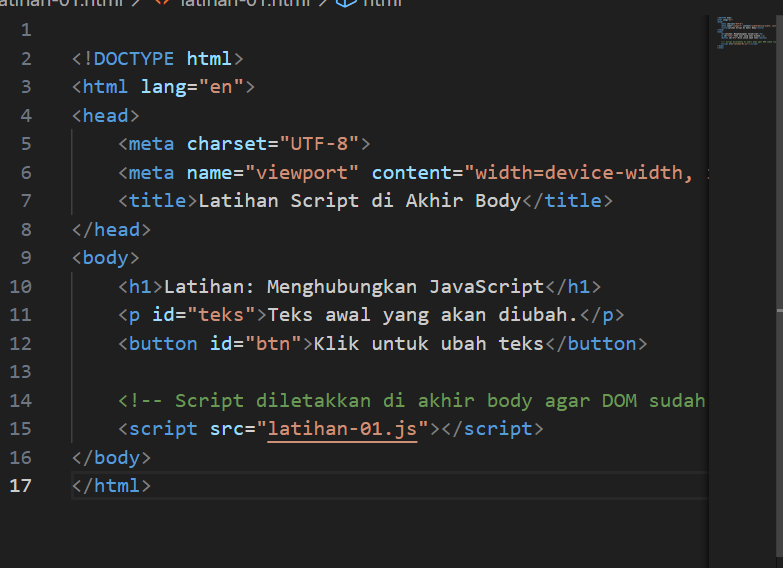 latihan-01.html > latihan-01.html > html
1
2 <!DOCTYPE html>
3 <html lang="en">
4 <head>
5 <meta charset="UTF-8">
6 <meta name="viewport" content="width=device-width,
7 <title>Latihan Script di Akhir Body</title>
8 </head>
9 <body>
10 <h1>Latihan: Menghubungkan JavaScript</h1>
11 <p id="teks">Teks awal yang akan diubah.</p>
12 <button id="btn">Klik untuk ubah teks</button>
13
14 <!-- Script diletakkan di akhir body agar DOM sudah
15 <script src="latihan-01.js"></script>
16 </body>
17 </html>